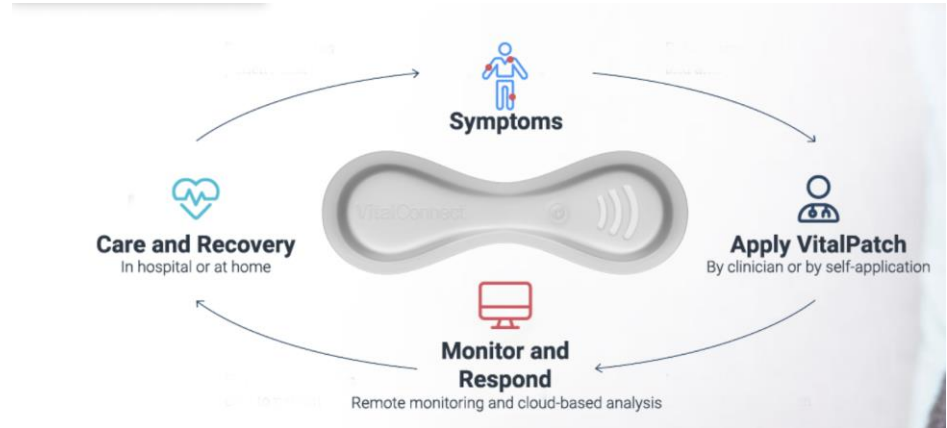 Symptoms
VitalConnect
Care and Recovery
In hospital or at home
Apply VitalPatch
By clinician or by self-application
Monitor and
Respond
Remote monitoring and cloud-based analysis